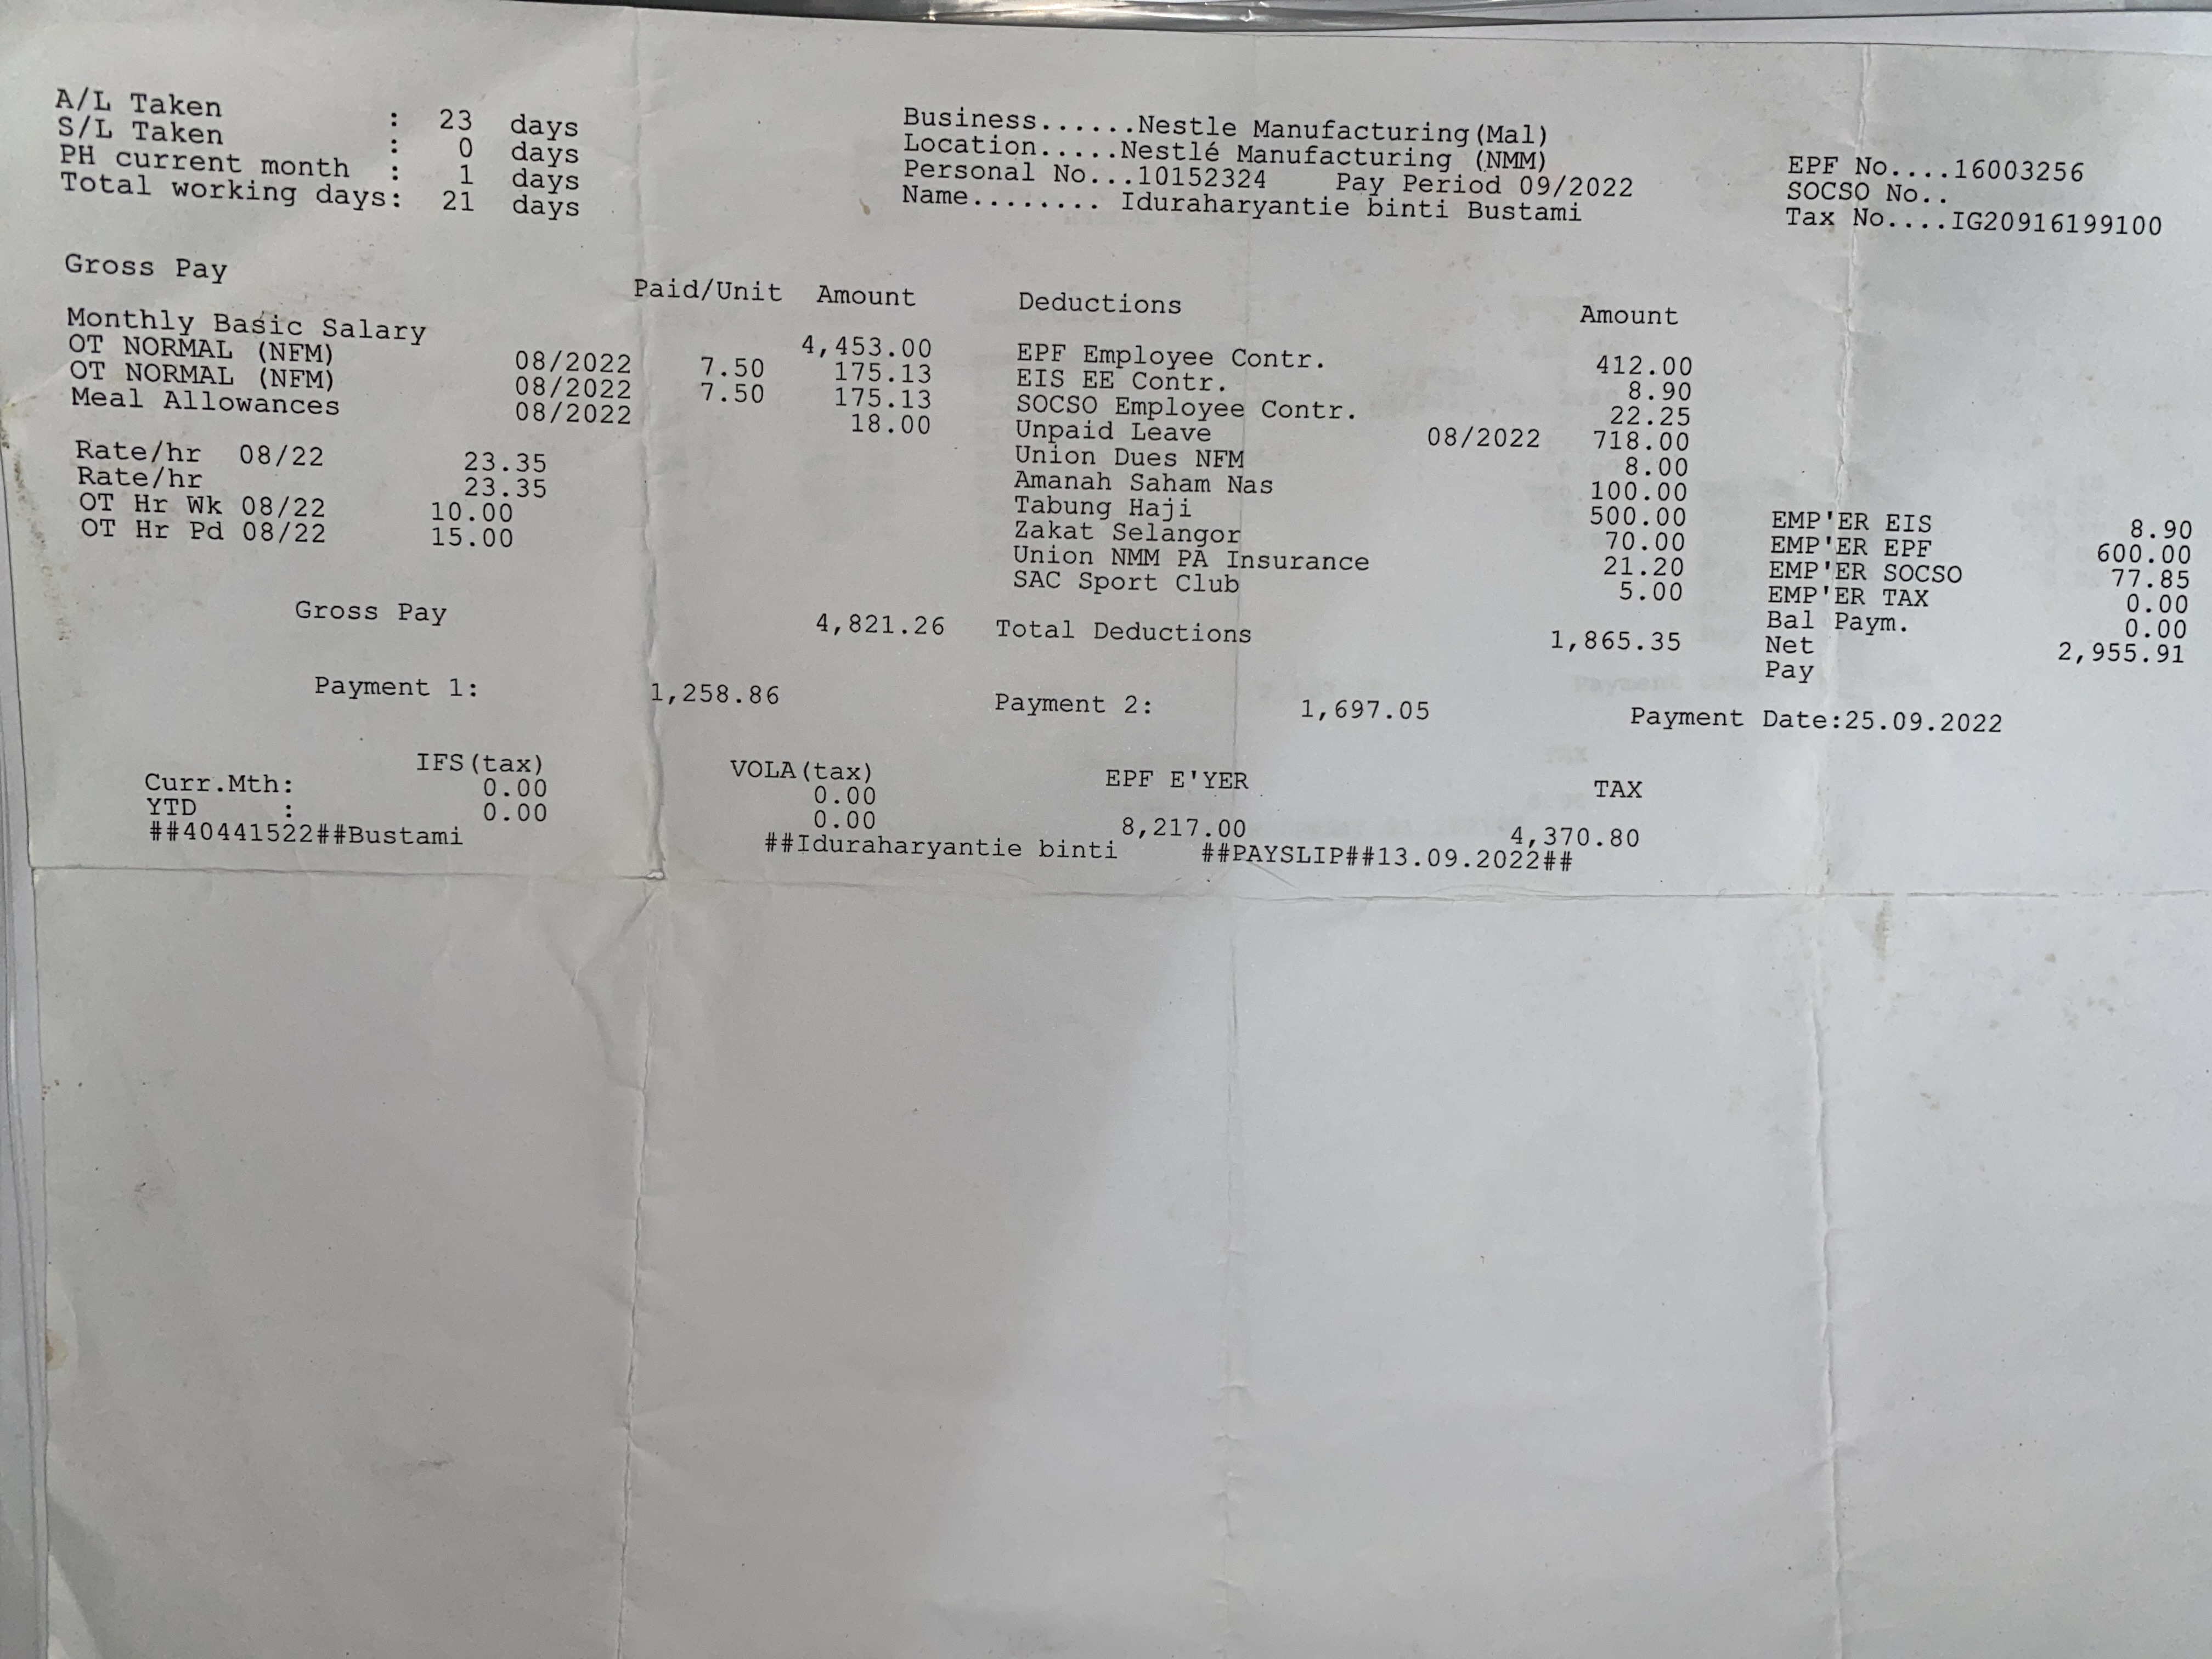 A/L Taken : 23 days Business......Nestle Manufacturing(Mal)
S/L Taken : 0 days Location.....Nestlé Manufacturing (NMM) EPF No....16003256
PH current month : 1 days Personal No...10152324 Pay Period 09/2022 SOCSO No..
Total working days: 21 days Name........ Iduraharyantie binti Bustami Tax No....IG20916199100
Gross Pay Paid/Unit Amount Deductions Amount
Monthly Basic Salary 4,453.00 EPF Employee Contr. 412.00
OT NORMAL (NFM) 08/2022 7.50 175.13 EIS EE Contr. 8.90
OT NORMAL (NFM) 08/2022 7.50 175.13 SOCSO Employee Contr. 22.25
Meal Allowances 08/2022 18.00 Unpaid Leave 08/2022 718.00
Rate/hr 08/22 23.35 Union Dues NFM 8.00
Rate/hr 23.35 Amanah Saham Nas 100.00
OT Hr Wk 08/22 10.00 Tabung Haji 500.00 EMP'ER EIS 8.90
OT Hr Pd 08/22 15.00 Zakat Selangor 70.00 EMP'ER EPF 600.00
Union NMM PA Insurance 21.20 EMP'ER SOCSO 77.85
SAC Sport Club 5.00 EMP'ER TAX 0.00
Bal Paym. 0.00
Gross Pay 4,821.26 Total Deductions 1,865.35 Net 2,955.91
Pay
Payment 1: 1,258.86 Payment 2: 1,697.05 Payment Date:25.09.2022
IFS(tax) VOLA(tax) EPF E'YER TAX
Curr.Mth: 0.00 0.00
YTD : 0.00 0.00 8,217.00 4,370.80
##40441522##Bustami ##Iduraharyantie binti ##PAYSLIP##13.09.2022##